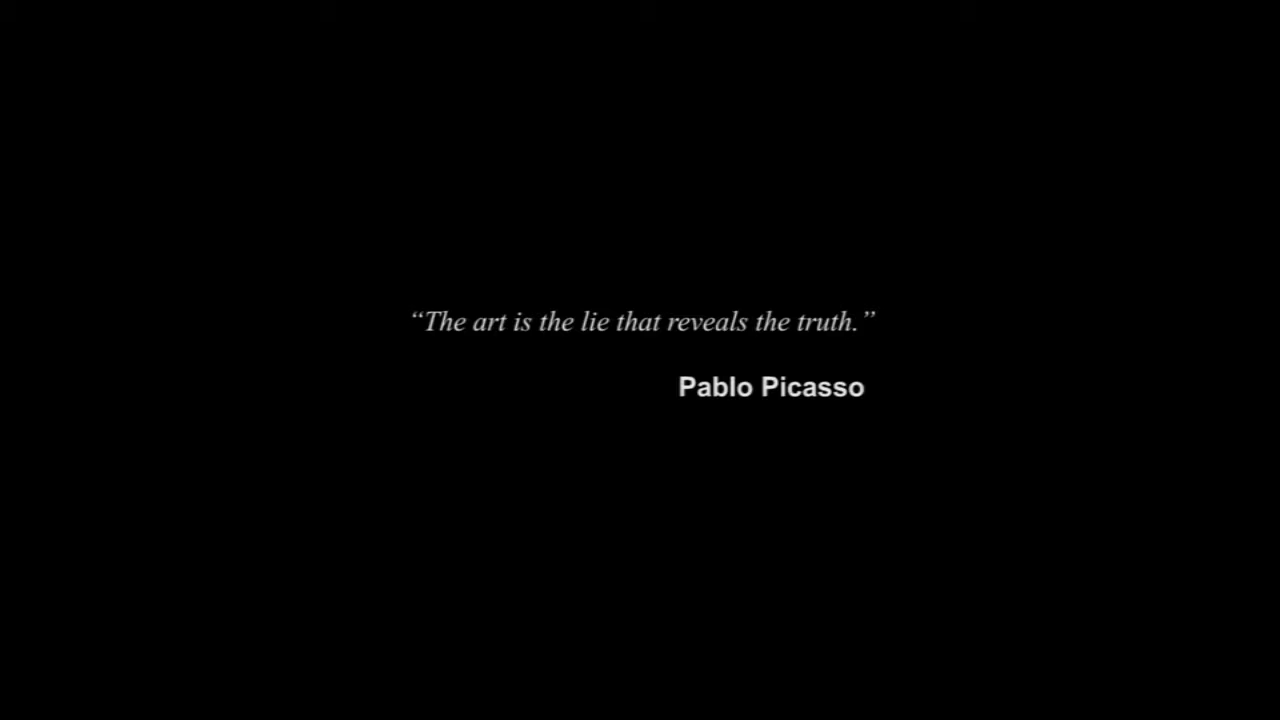 “The art is the lie that reveals the truth.”
Pablo Picasso